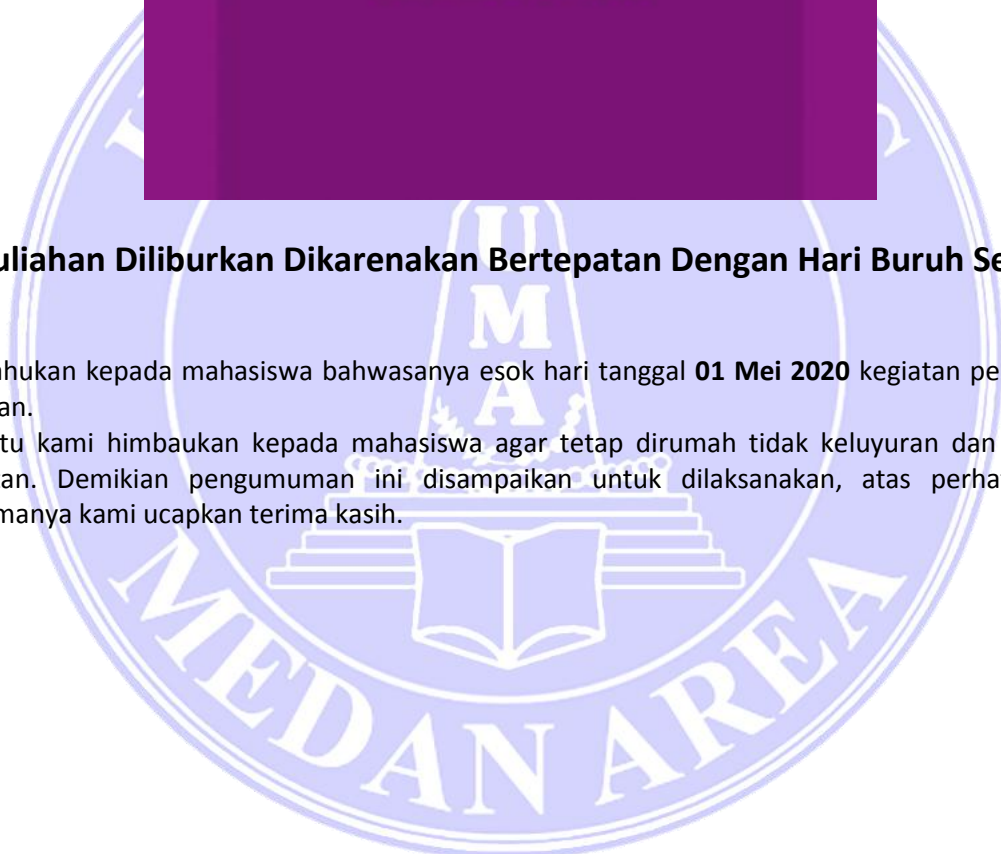 uliahan Diliburkan Dikarenakan Bertepatan Dengan Hari Buruh Se
ahukan kepada mahasiswa bahwasanya esok hari tanggal 01 Mei 2020 kegiatan pe
an.
tu kami himbaukan kepada mahasiswa agar tetap dirumah tidak keluyuran dan
an. Demikian pengumuman ini disampaikan untuk dilaksanakan, atas perha
manya kami ucapkan terima kasih.
U
M
A
MEDAN AREA